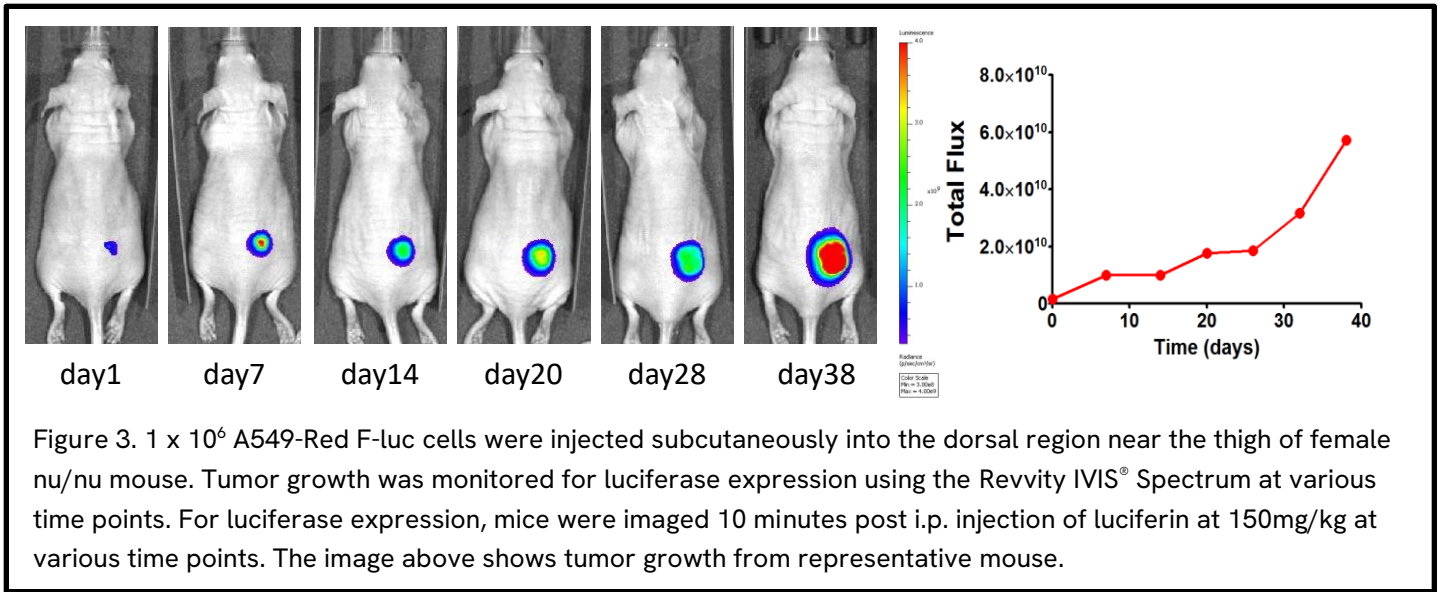 day1
day7
day14
day20
day28
day38
Luminescence
4.0
3.0
x10⁹
2.0
1.0
Radiance
(p/sec/cm²/sr)
Color Scale
Min = 3.00e8
Max = 4.00e9
Total Flux
8.0×10¹⁰
6.0×10¹⁰
4.0×10¹⁰
2.0×10¹⁰
0
0
10
20
30
40
Time (days)
Figure 3. 1 x 10⁶ A549-Red F-luc cells were injected subcutaneously into the dorsal region near the thigh of female
nu/nu mouse. Tumor growth was monitored for luciferase expression using the Revvity IVIS® Spectrum at various
time points. For luciferase expression, mice were imaged 10 minutes post i.p. injection of luciferin at 150mg/kg at
various time points. The image above shows tumor growth from representative mouse.